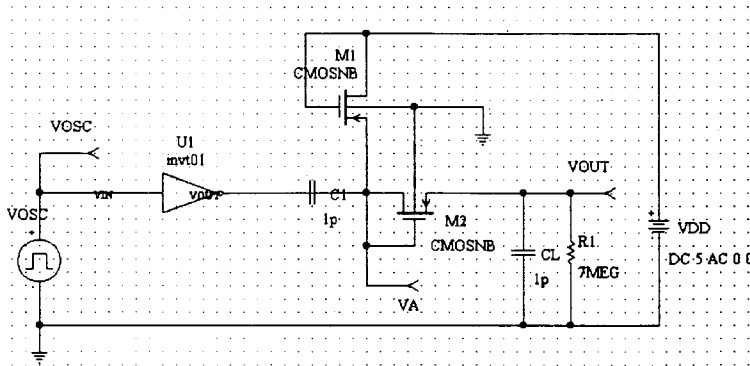 M1
CMOSNB
VOSC
U1
invt01
VOUT
VIN
VOUTP
C1
1p
VOSC
M2
CMOSNB
VDD
CL
R1
1p
7MEG
DC 5 AC 0 0
VA